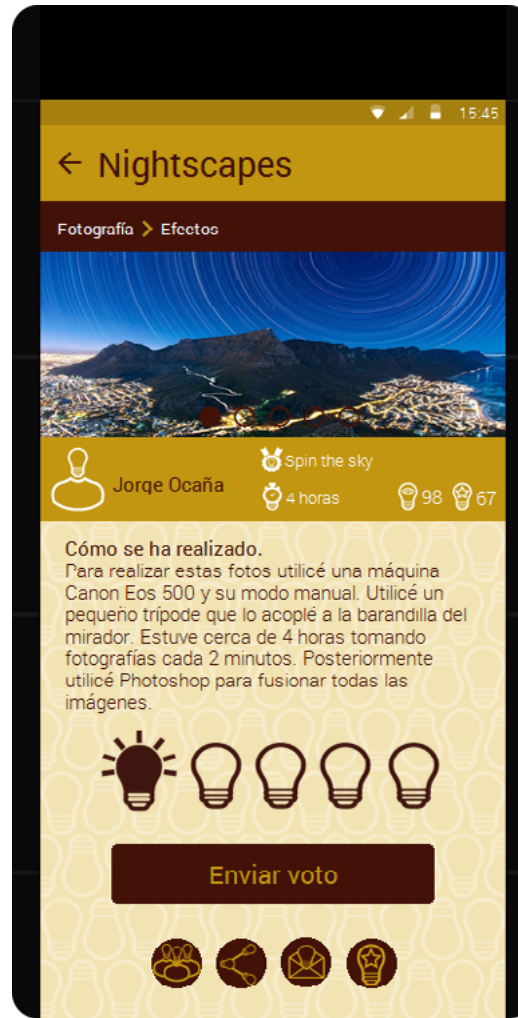 15:45
Nightscapes
Fotografía Efectos
Spin the sky
Jorge Ocaña
4 horas 98 67
Cómo se ha realizado.
Para realizar estas fotos utilicé una máquina
Canon Eos 500 y su modo manual. Utilicé un
pequeño trípode que lo acoplé a la barandilla del
mirador. Estuve cerca de 4 horas tomando
fotografías cada 2 minutos. Posteriormente
utilicé Photoshop para fusionar todas las
imágenes.
Enviar voto